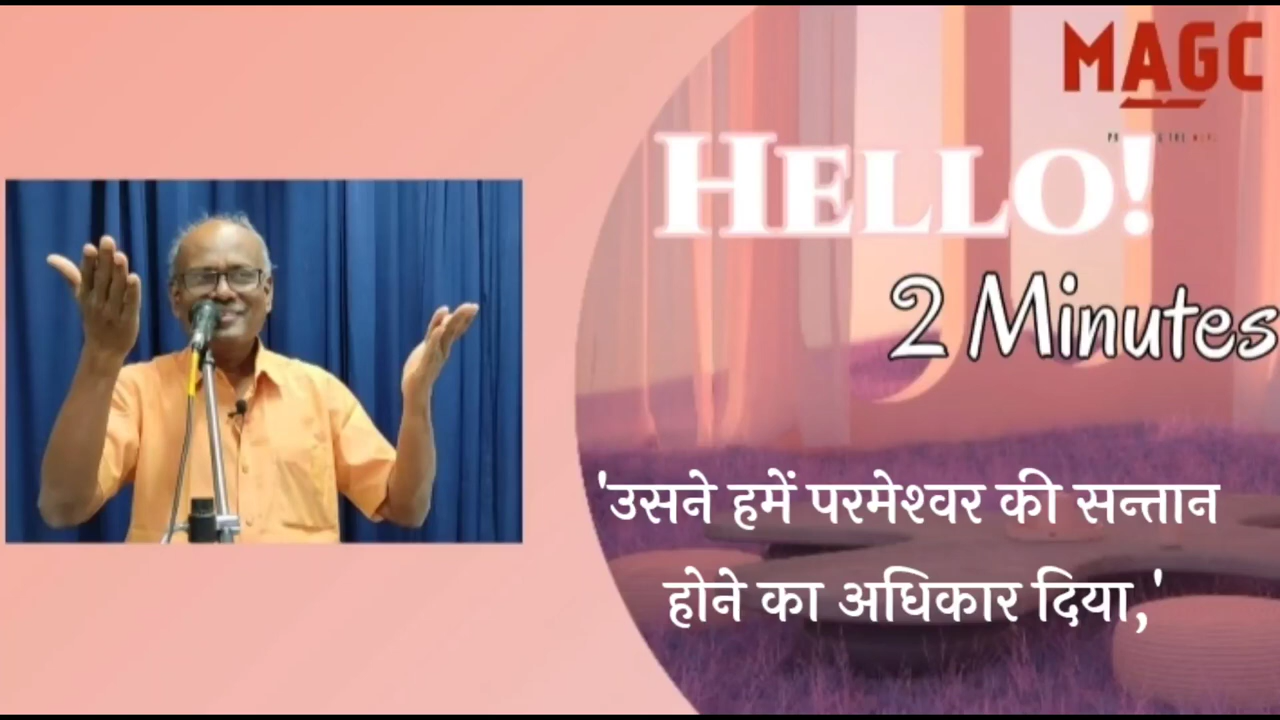 MAGC
HELLO!
2 Minutes
'उसने हमें परमेश्वर की सन्तान
होने का अधिकार दिया,'